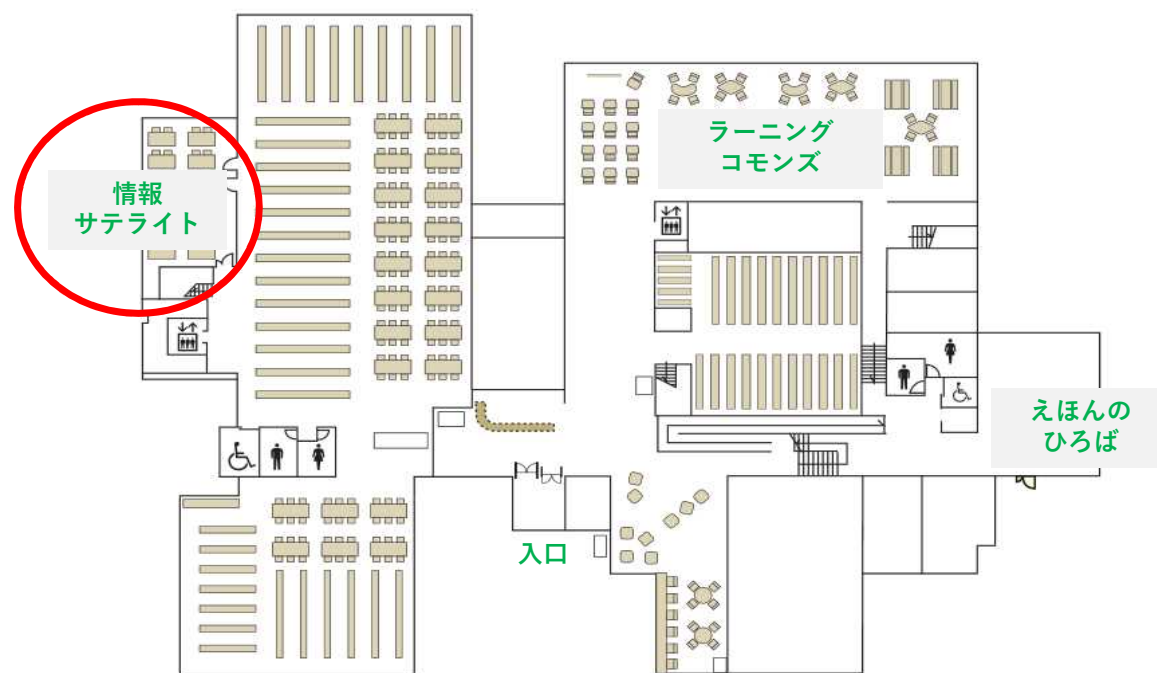 ラーニング
コモンズ
情報
サテライト
えほんの
ひろば
入口